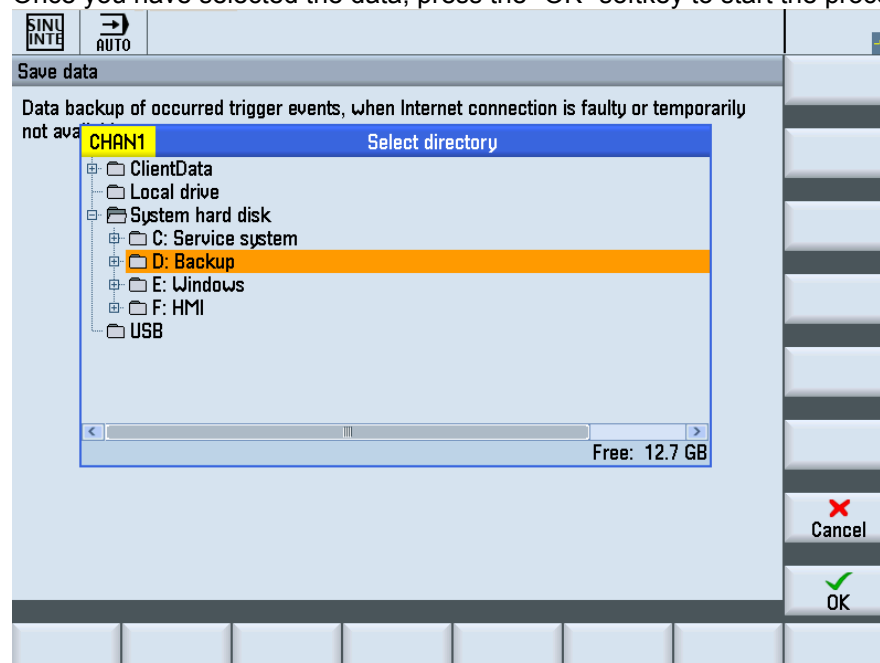 Once you have selected the data, press the "OK" softkey to start the proce
SINU
INTE
AUTO
Save data
Data backup of occurred trigger events, when Internet connection is faulty or temporarily
not ava
CHAN1 Select directory
ClientData
Local drive
System hard disk
C: Service system
D: Backup
E: Windows
F: HMI
USB
Free: 12.7 GB
Cancel
OK